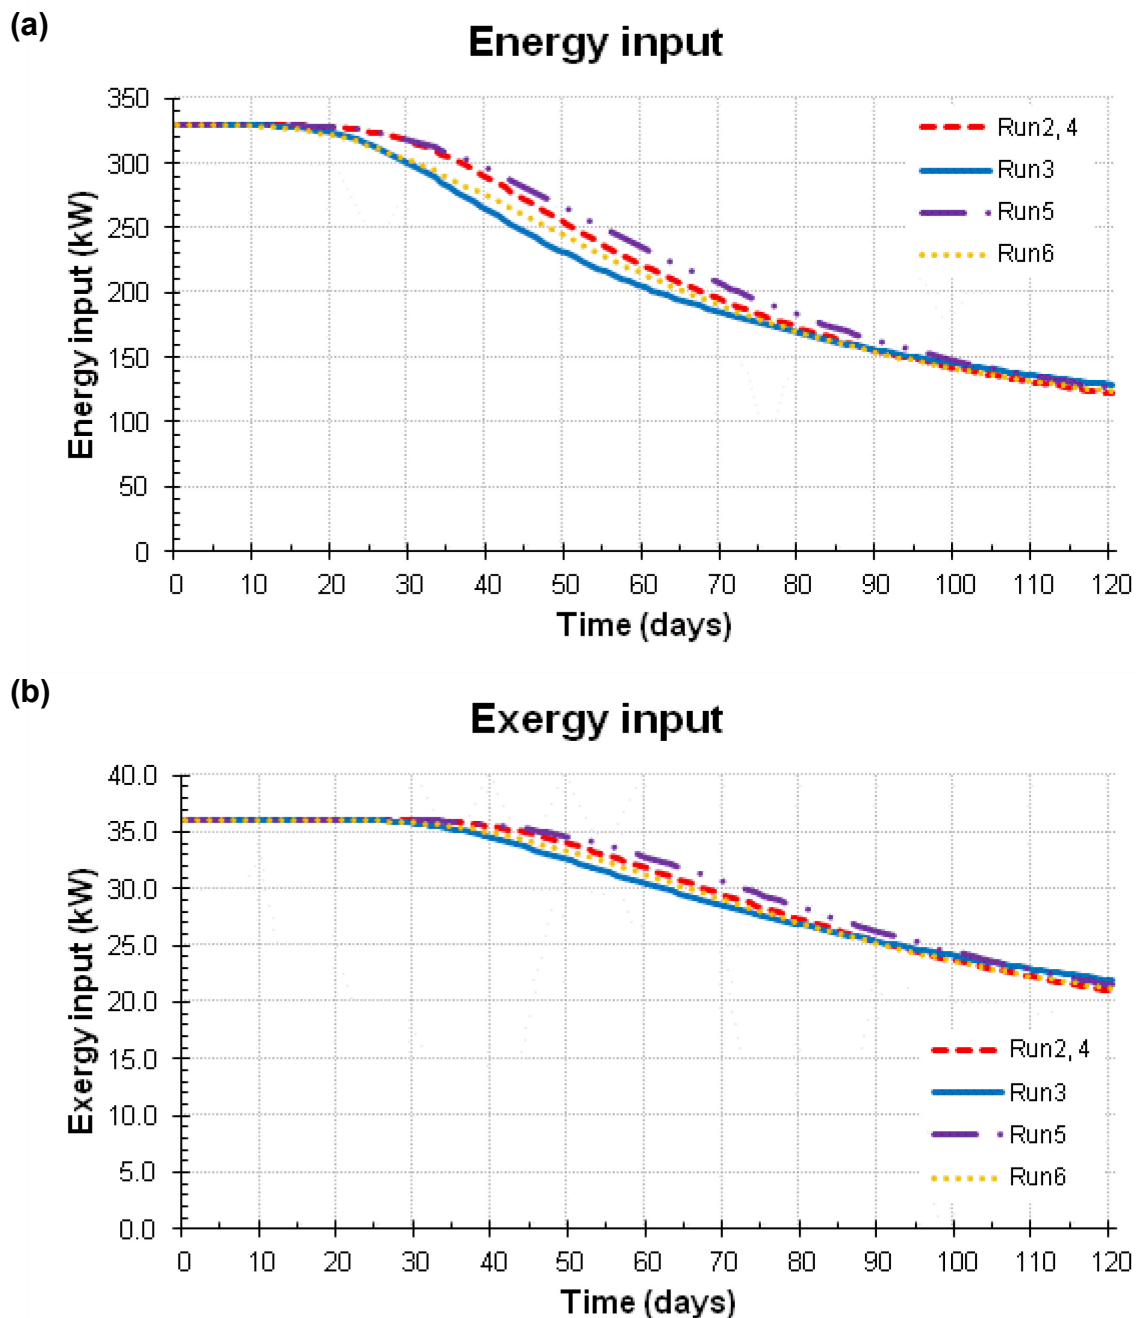 (a)
Energy input
Energy input (kW)
350
300
250
200
150
100
50
0
0 10 20 30 40 50 60 70 80 90 100 110 120
Time (days)
Run2, 4
Run3
Run5
Run6
(b)
Exergy input
Exergy input (kW)
40.0
35.0
30.0
25.0
20.0
15.0
10.0
5.0
0.0
0 10 20 30 40 50 60 70 80 90 100 110 120
Time (days)
Run2, 4
Run3
Run5
Run6